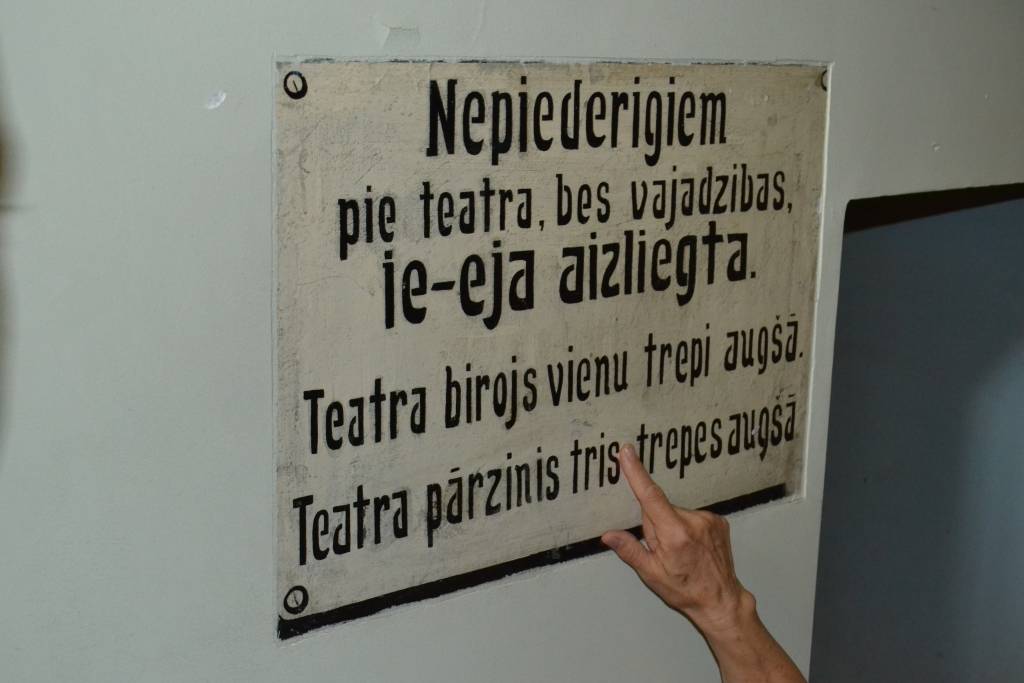 Nepiederigiem
pie teatra, bes vajadzibas,
ie-eja aizliegta.
Teatra birojs vienu trepi augšā.
Teatra pārzinis tris trepes augšā